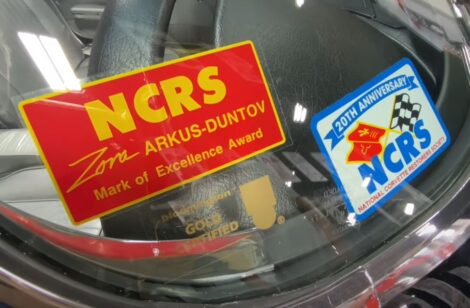 NCRS
Zora ARKUS-DUNTOV
Mark of Excellence Award
GOLD
CERTIFIED
20TH ANNIVERSARY
NCRS
NATIONAL CORVETTE RESTORERS SOCIETY